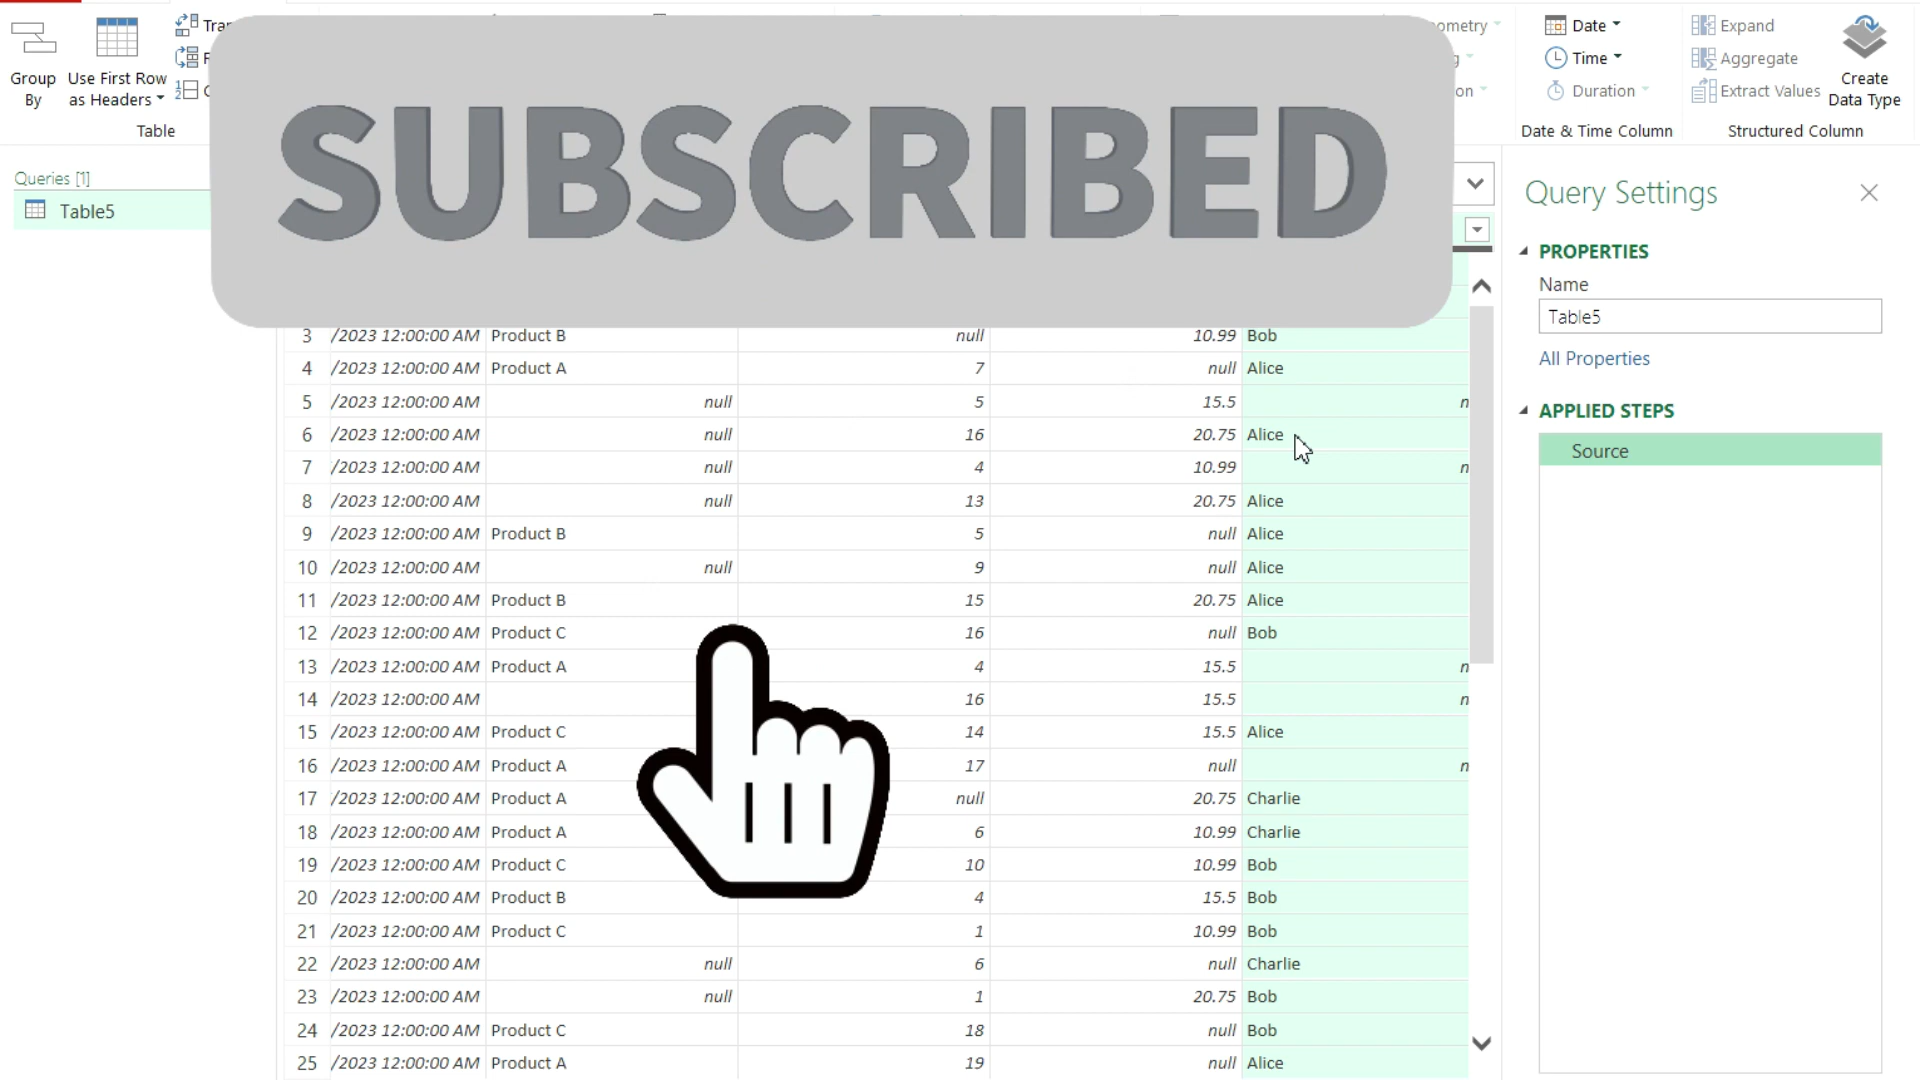 Group By
Use First Row as Headers
Table
SUBSCRIBED
Date
Time
Duration
Date & Time Column
Expand
Aggregate
Extract Values
Create Data Type
Structured Column
Queries [1]
Table5
3 /2023 12:00:00 AM Product B null 10.99 Bob
4 /2023 12:00:00 AM Product A 7 null Alice
5 /2023 12:00:00 AM null 5 15.5 n
6 /2023 12:00:00 AM null 16 20.75 Alice
7 /2023 12:00:00 AM null 4 10.99 n
8 /2023 12:00:00 AM null 13 20.75 Alice
9 /2023 12:00:00 AM Product B 5 null Alice
10 /2023 12:00:00 AM null 9 null Alice
11 /2023 12:00:00 AM Product B 15 20.75 Alice
12 /2023 12:00:00 AM Product C 16 null Bob
13 /2023 12:00:00 AM Product A 4 15.5 n
14 /2023 12:00:00 AM 16 15.5 n
15 /2023 12:00:00 AM Product C 14 15.5 Alice
16 /2023 12:00:00 AM Product A 17 null n
17 /2023 12:00:00 AM Product A null 20.75 Charlie
18 /2023 12:00:00 AM Product A 6 10.99 Charlie
19 /2023 12:00:00 AM Product C 10 10.99 Bob
20 /2023 12:00:00 AM Product B 4 15.5 Bob
21 /2023 12:00:00 AM Product C 1 10.99 Bob
22 /2023 12:00:00 AM null 6 null Charlie
23 /2023 12:00:00 AM null 1 20.75 Bob
24 /2023 12:00:00 AM Product C 18 null Bob
25 /2023 12:00:00 AM Product A 19 null Alice
Query Settings
PROPERTIES
Name
Table5
All Properties
APPLIED STEPS
Source